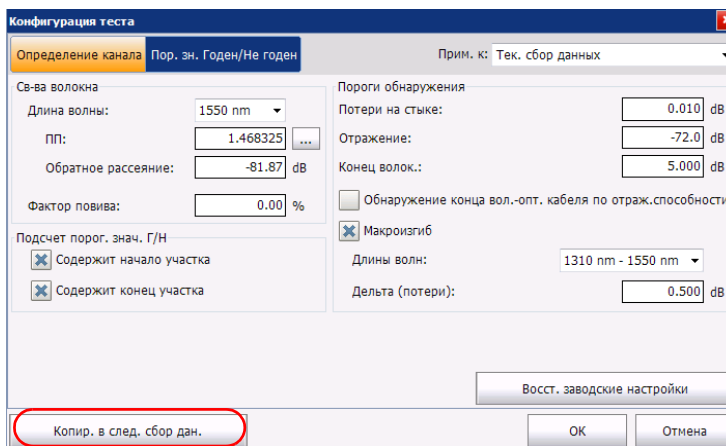 Конфигурация теста
Определение канала Пор. зн. Годен/Не годен Прим. к: Тек. сбор данных
Св-ва волокна
Длина волны: 1550 nm
ПП: 1.468325 ...
Обратное рассеяние: -81.87 dB
Фактор повива: 0.00 %
Подсчет порог. знач. Г/Н
Содержит начало участка
Содержит конец участка
Пороги обнаружения
Потери на стыке: 0.010 dB
Отражение: -72.0 dB
Конец волок.: 5.000 dB
Обнаружение конца вол.-опт. кабеля по отраж.способности
Макроизгиб
Длины волн: 1310 nm - 1550 nm
Дельта (потери): 0.500 dB
Восст. заводские настройки
Копир. в след. сбор дан. OK Отмена